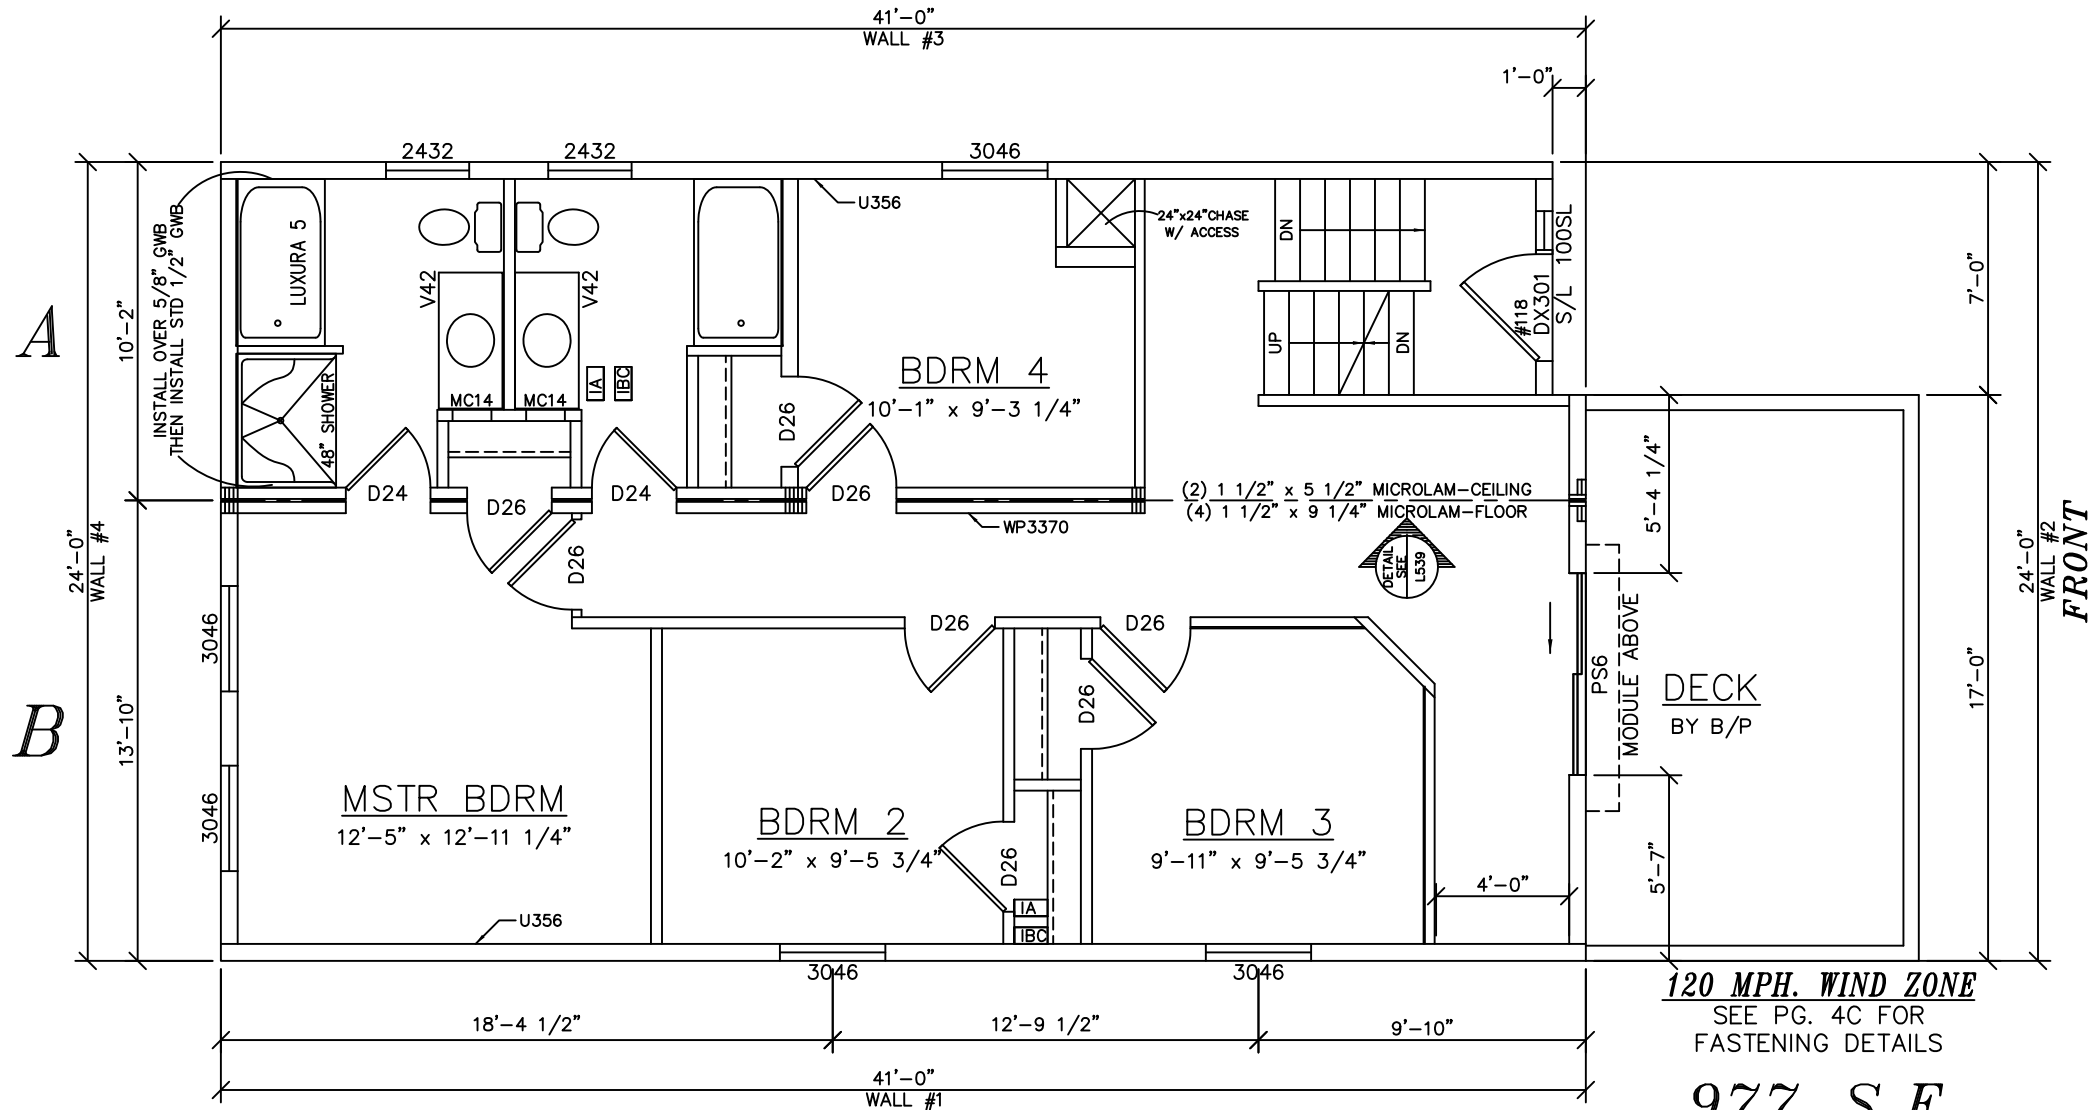 41'-0"
WALL #3
1'-0"
2432
2432
3046
U356
24"x24"CHASE
W/ ACCESS
DN
INSTALL OVER 5/8" GWB
THEN INSTALL STD 1/2" GWB
LUXURA 5
V42
V42
#118
DX301
S/L 100SL
7'-0"
A
10'-2"
UP
DN
48" SHOWER
MC14
MC14
IA
IBC
BDRM 4
10'-1" x 9'-3 1/4"
D26
D24
D26
D24
D26
(2) 1 1/2" x 5 1/2" MICROLAM-CEILING
(4) 1 1/2" x 9 1/4" MICROLAM-FLOOR
WP3370
5'-4 1/4"
24'-0"
WALL #4
D26
DETAIL
SEE
L539
24'-0"
WALL #2
FRONT
3046
D26
D26
D26
PS6
MODULE ABOVE
DECK
BY B/P
17'-0"
B
13'-10"
3046
MSTR BDRM
12'-5" x 12'-11 1/4"
BDRM 2
10'-2" x 9'-5 3/4"
D26
BDRM 3
9'-11" x 9'-5 3/4"
4'-0"
5'-7"
IA
IBC
U356
3046
3046
120 MPH. WIND ZONE
SEE PG. 4C FOR
FASTENING DETAILS
18'-4 1/2"
12'-9 1/2"
9'-10"
41'-0"
WALL #1
977 S.F.